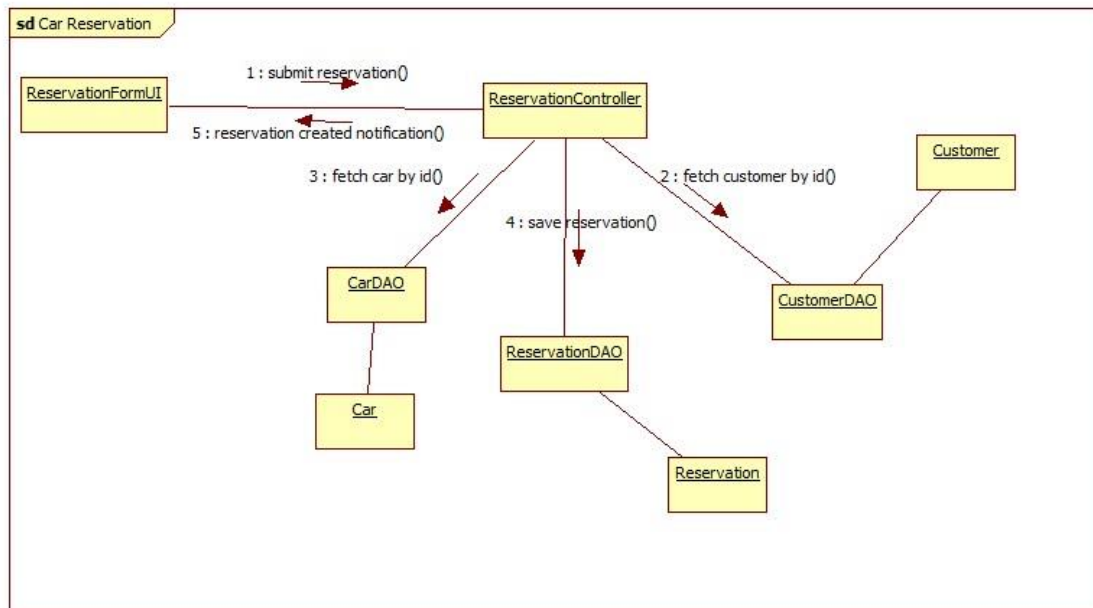 sd Car Reservation
1 : submit reservation()
ReservationFormUI
ReservationController
5 : reservation created notification()
Customer
3 : fetch car by id()
2 : fetch customer by id()
4 : save reservation()
CarDAO
CustomerDAO
ReservationDAO
Car
Reservation